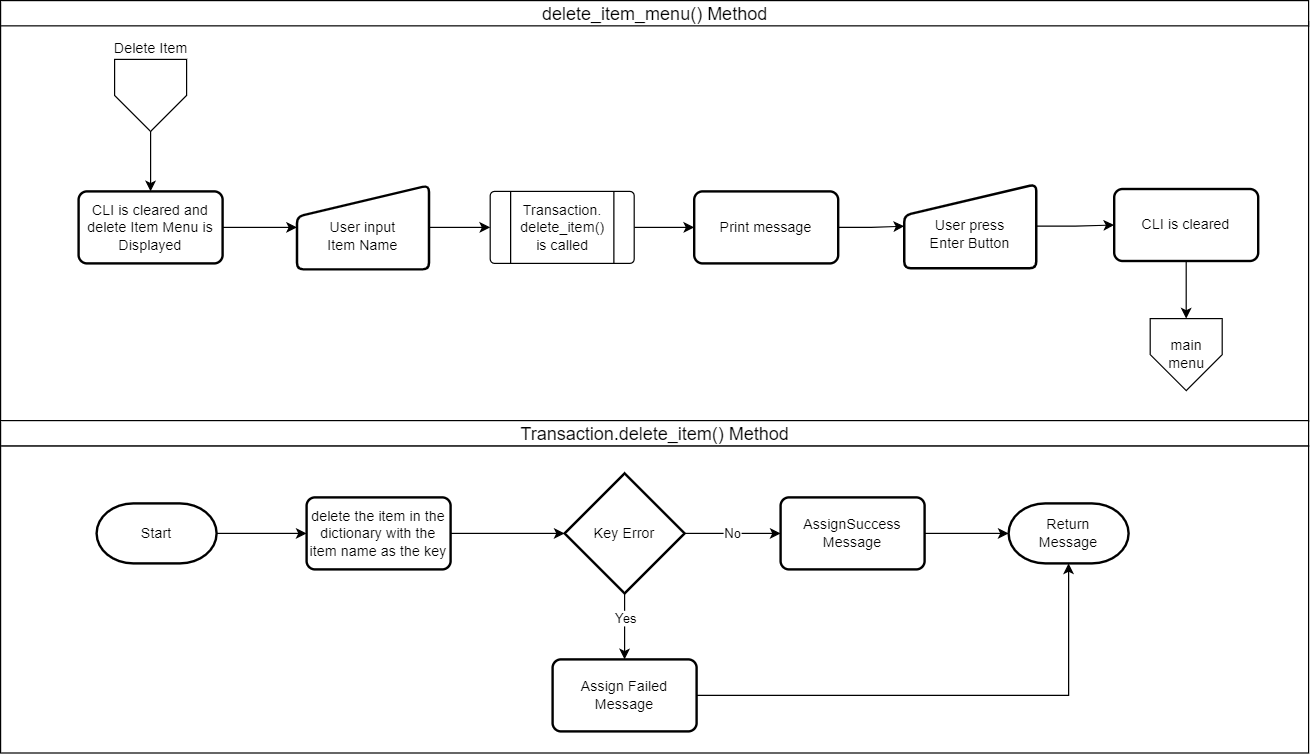 delete_item_menu() Method
Delete Item
CLI is cleared and
delete Item Menu is
Displayed
User input
Item Name
Transaction.
delete_item()
is called
Print message
User press
Enter Button
CLI is cleared
main
menu
Transaction.delete_item() Method
Start
delete the item in the
dictionary with the
item name as the key
Key Error
No
AssignSuccess
Message
Return
Message
Yes
Assign Failed
Message